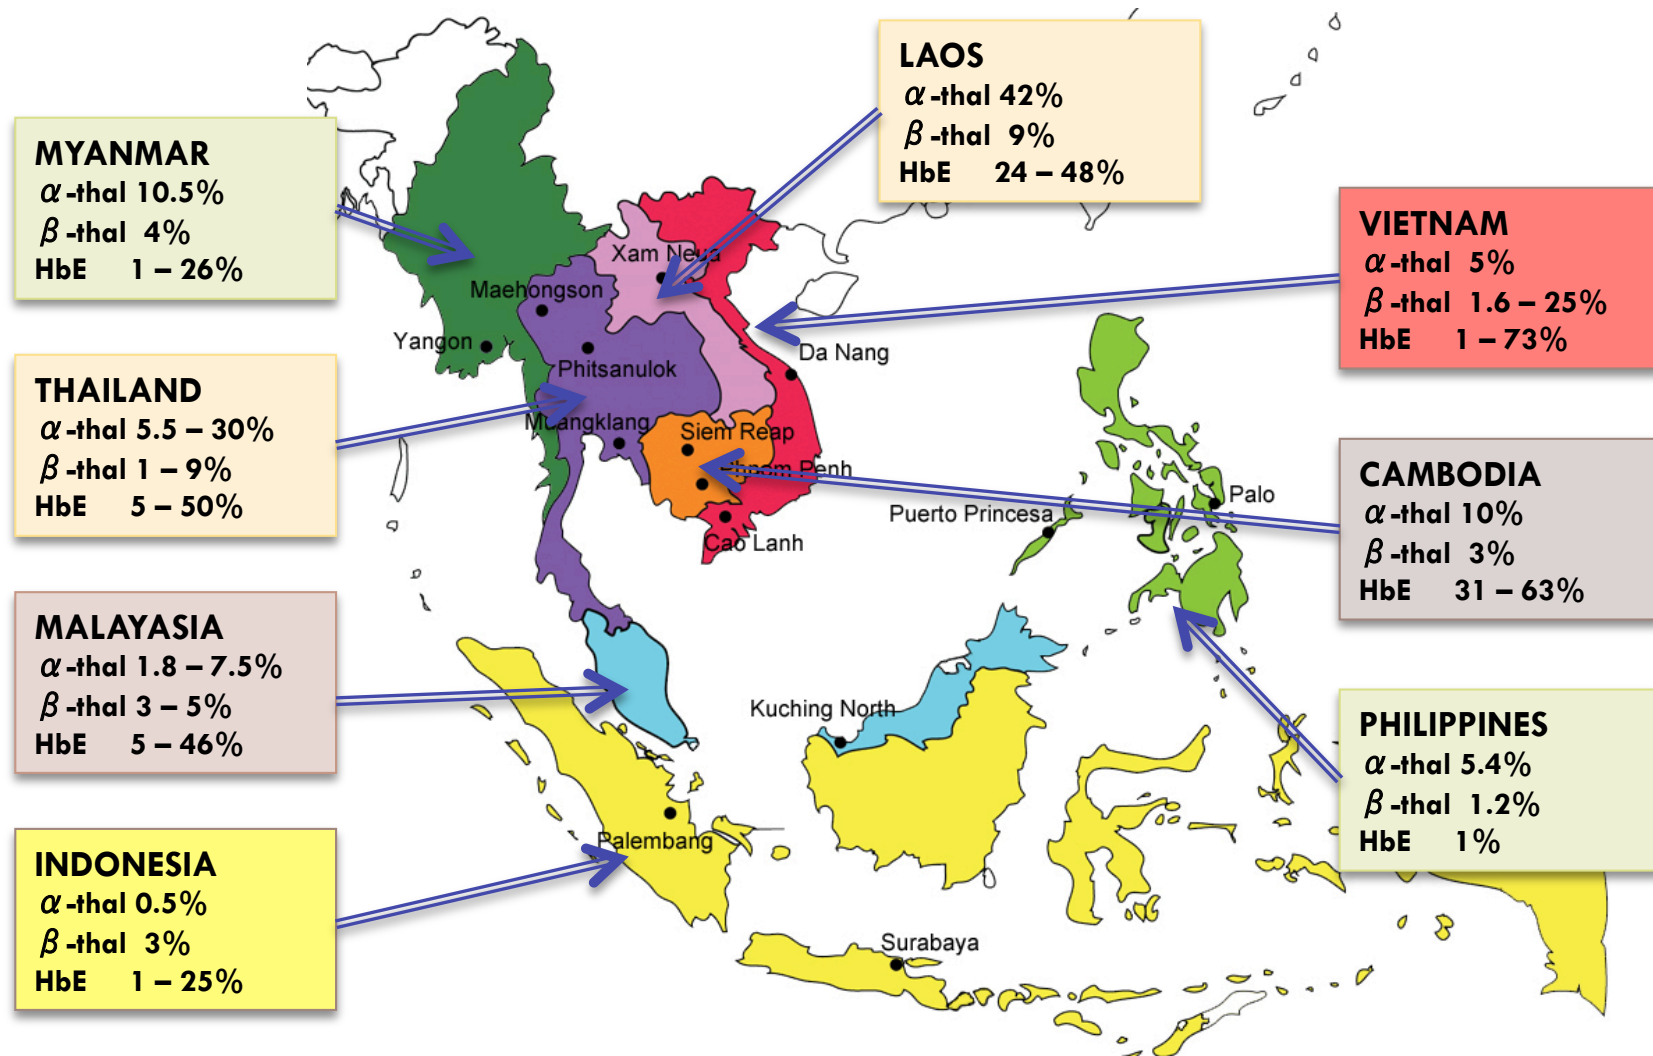 LAOS
α-thal 42%
β-thal 9%
HbE 24 – 48%
MYANMAR
α-thal 10.5%
β-thal 4%
HbE 1 – 26%
VIETNAM
α-thal 5%
β-thal 1.6 – 25%
HbE 1 – 73%
THAILAND
α-thal 5.5 – 30%
β-thal 1 – 9%
HbE 5 – 50%
CAMBODIA
α-thal 10%
β-thal 3%
HbE 31 – 63%
MALAYASIA
α-thal 1.8 – 7.5%
β-thal 3 – 5%
HbE 5 – 46%
PHILIPPINES
α-thal 5.4%
β-thal 1.2%
HbE 1%
INDONESIA
α-thal 0.5%
β-thal 3%
HbE 1 – 25%
Xam Neua
Maehongson
Yangon
Da Nang
Phitsanulok
Muangklang
Siem Reap
Phnom Penh
Palo
Puerto Princesa
Cao Lanh
Kuching North
Palembang
Surabaya